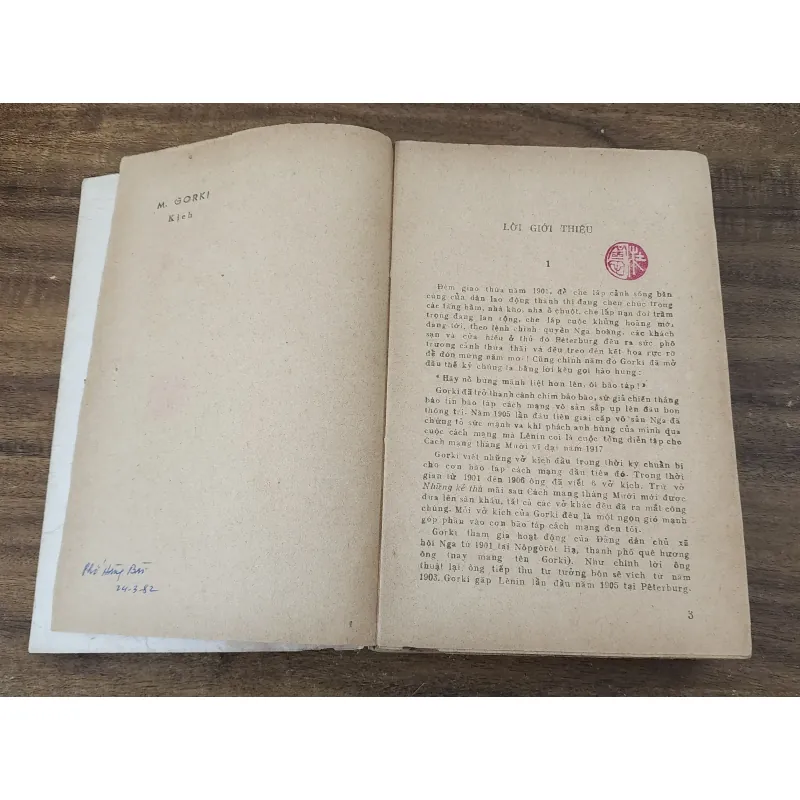 M. GORKI
Kịch
Phố Hàng Bài
24-3-82
LỜI GIỚI THIỆU
1
Đêm giao thừa năm 1901, để che lấp cảnh sống bần
cùng của dân lao động thành thị đang chen chúc trong
các tầng hầm, nhà kho, nhà ổ chuột, che lấp nạn đói trầm
trọng đang lan rộng, che lấp cuộc khủng hoảng mới,
đang tới, theo lệnh chính quyền Nga hoàng, các khách
sạn và cửa hiệu ở thủ đô Pêterburg đều ra sức phô
trương cảnh thừa thãi và đều treo đèn kết hoa rực rỡ
để đón mừng năm mới! Cũng chính năm đó Gorki đã mở
đầu thế kỷ chúng ta bằng lời kêu gọi hào hùng:
"Hãy nổ bùng mãnh liệt hơn lên, ôi bão táp!»
Gorki đã trở thành cánh chim báo bão, sứ giả chiến thắng
báo tin bão táp cách mạng vô sản sắp ụp lên đầu bọn
thống trị. Năm 1905 lần đầu tiên giai cấp vô sản Nga đã
chứng tỏ sức mạnh và khí phách anh hùng của mình qua
cuộc cách mạng mà Lênin coi là cuộc tổng diễn tập cho
Cách mạng tháng Mười vĩ đại năm 1917
Gorki viết những vở kịch đầu trong thời kỳ chuẩn bị
cho cơn bão táp cách mạng đầu tiên đó. Trong thời
gian từ 1901 đến 1906 ông đã viết 6 vở kịch. Trừ vở
Những kẻ thù mãi sau Cách mạng tháng Mười mới được
đưa lên sân khấu, tất cả các vở khác đều đã ra mắt công
chúng. Mỗi vở kịch của Gorki đều là một ngọn gió mạnh
góp phần vào cơn bão táp cách mạng đen tối.
Gorki tham gia hoạt động của Đảng dân chủ xã
hội Nga từ 1901 tại Nôpgôrôt Hạ, thành phố quê hương
ông (nay mang tên Gorki). Như chính lời ông
thuật lại ông tiếp thu tư tưởng bôn sê vích từ năm
1903. Gorki gặp Lênin lần đầu năm 1905 tại Pêterburg.
3